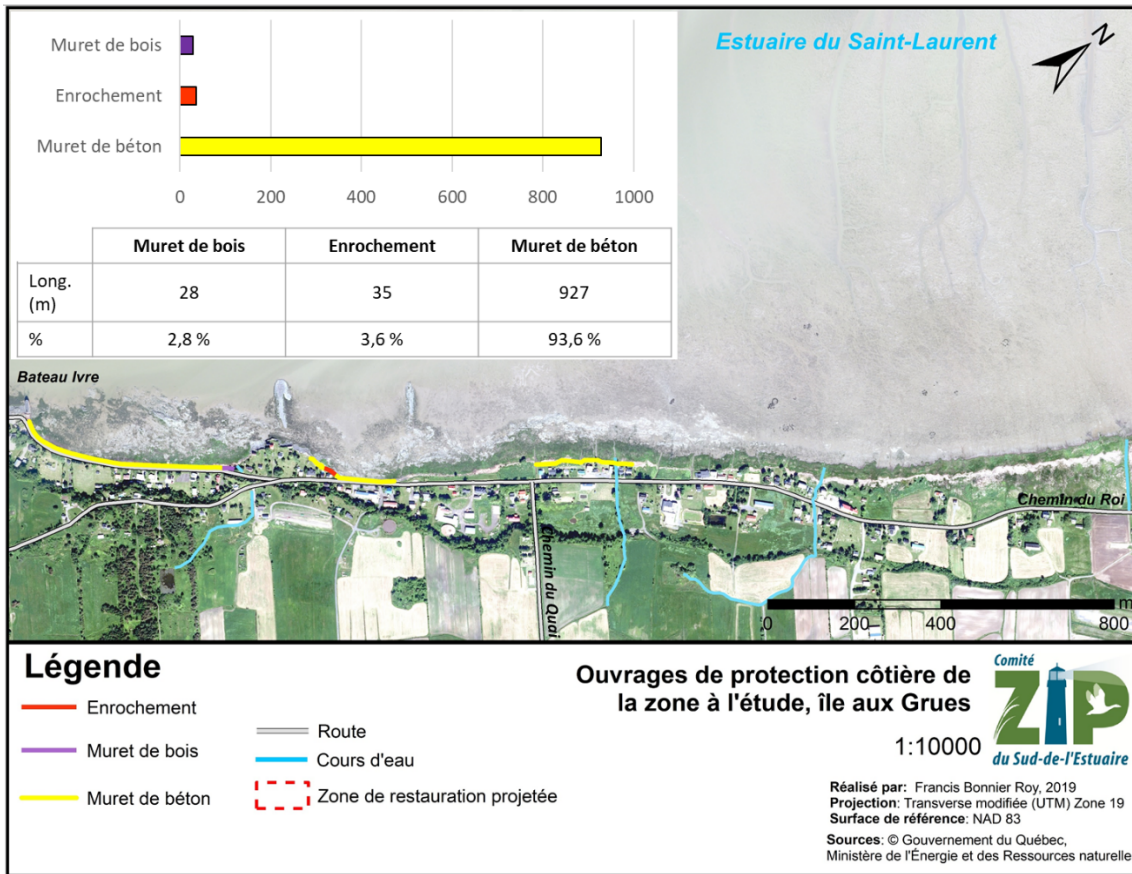 Estuaire du Saint-Laurent
N
Muret de bois
Enrochement
Muret de béton
0 200 400 600 800 1000
Muret de bois Enrochement Muret de béton
Long. (m) 28 35 927
% 2,8 % 3,6 % 93,6 %
Bateau Ivre
Chemin du Roi
Chemin du Quai
0 200 400 800 m
Légende
Enrochement
Muret de bois
Muret de béton
Route
Cours d'eau
Zone de restauration projetée
Ouvrages de protection côtière de
la zone à l'étude, île aux Grues
1:10000
Comité
ZIP
du Sud-de-l'Estuaire
Réalisé par: Francis Bonnier Roy, 2019
Projection: Transverse modifiée (UTM) Zone 19
Surface de référence: NAD 83
Sources: © Gouvernement du Québec,
Ministère de l'Énergie et des Ressources naturelle